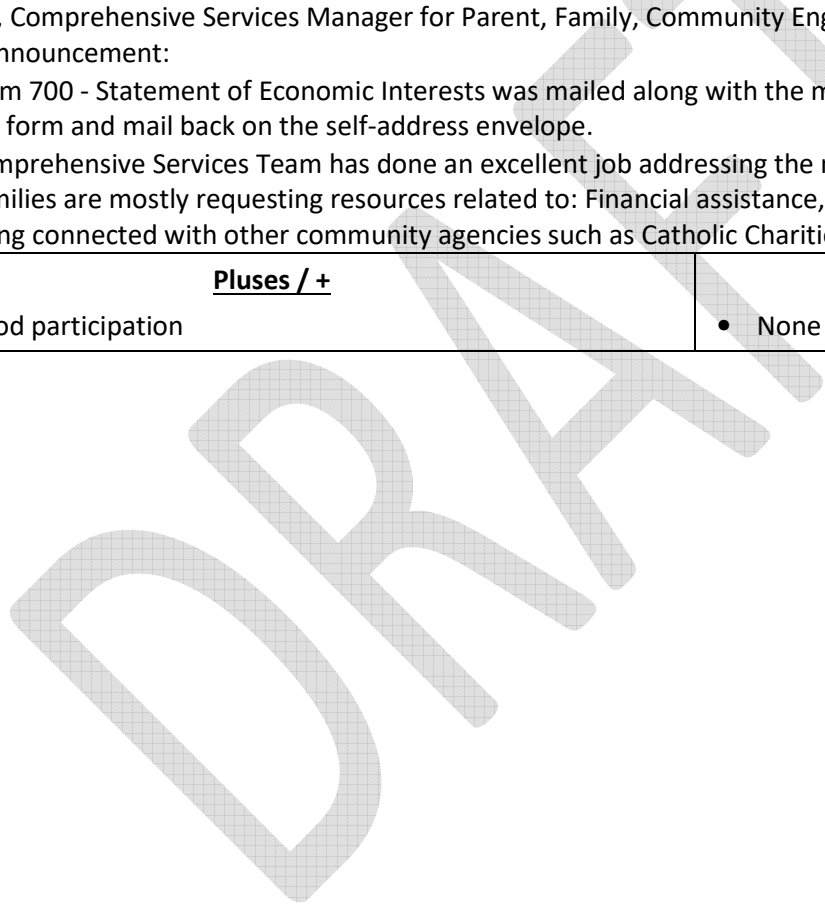 , Comprehensive Services Manager for Parent, Family, Community Eng
nnouncement:
m 700 - Statement of Economic Interests was mailed along with the m
form and mail back on the self-address envelope.
mprehensive Services Team has done an excellent job addressing the n
milies are mostly requesting resources related to: Financial assistance,
ng connected with other community agencies such as Catholic Charitie
Pluses / +
od participation
• None
DRAFT